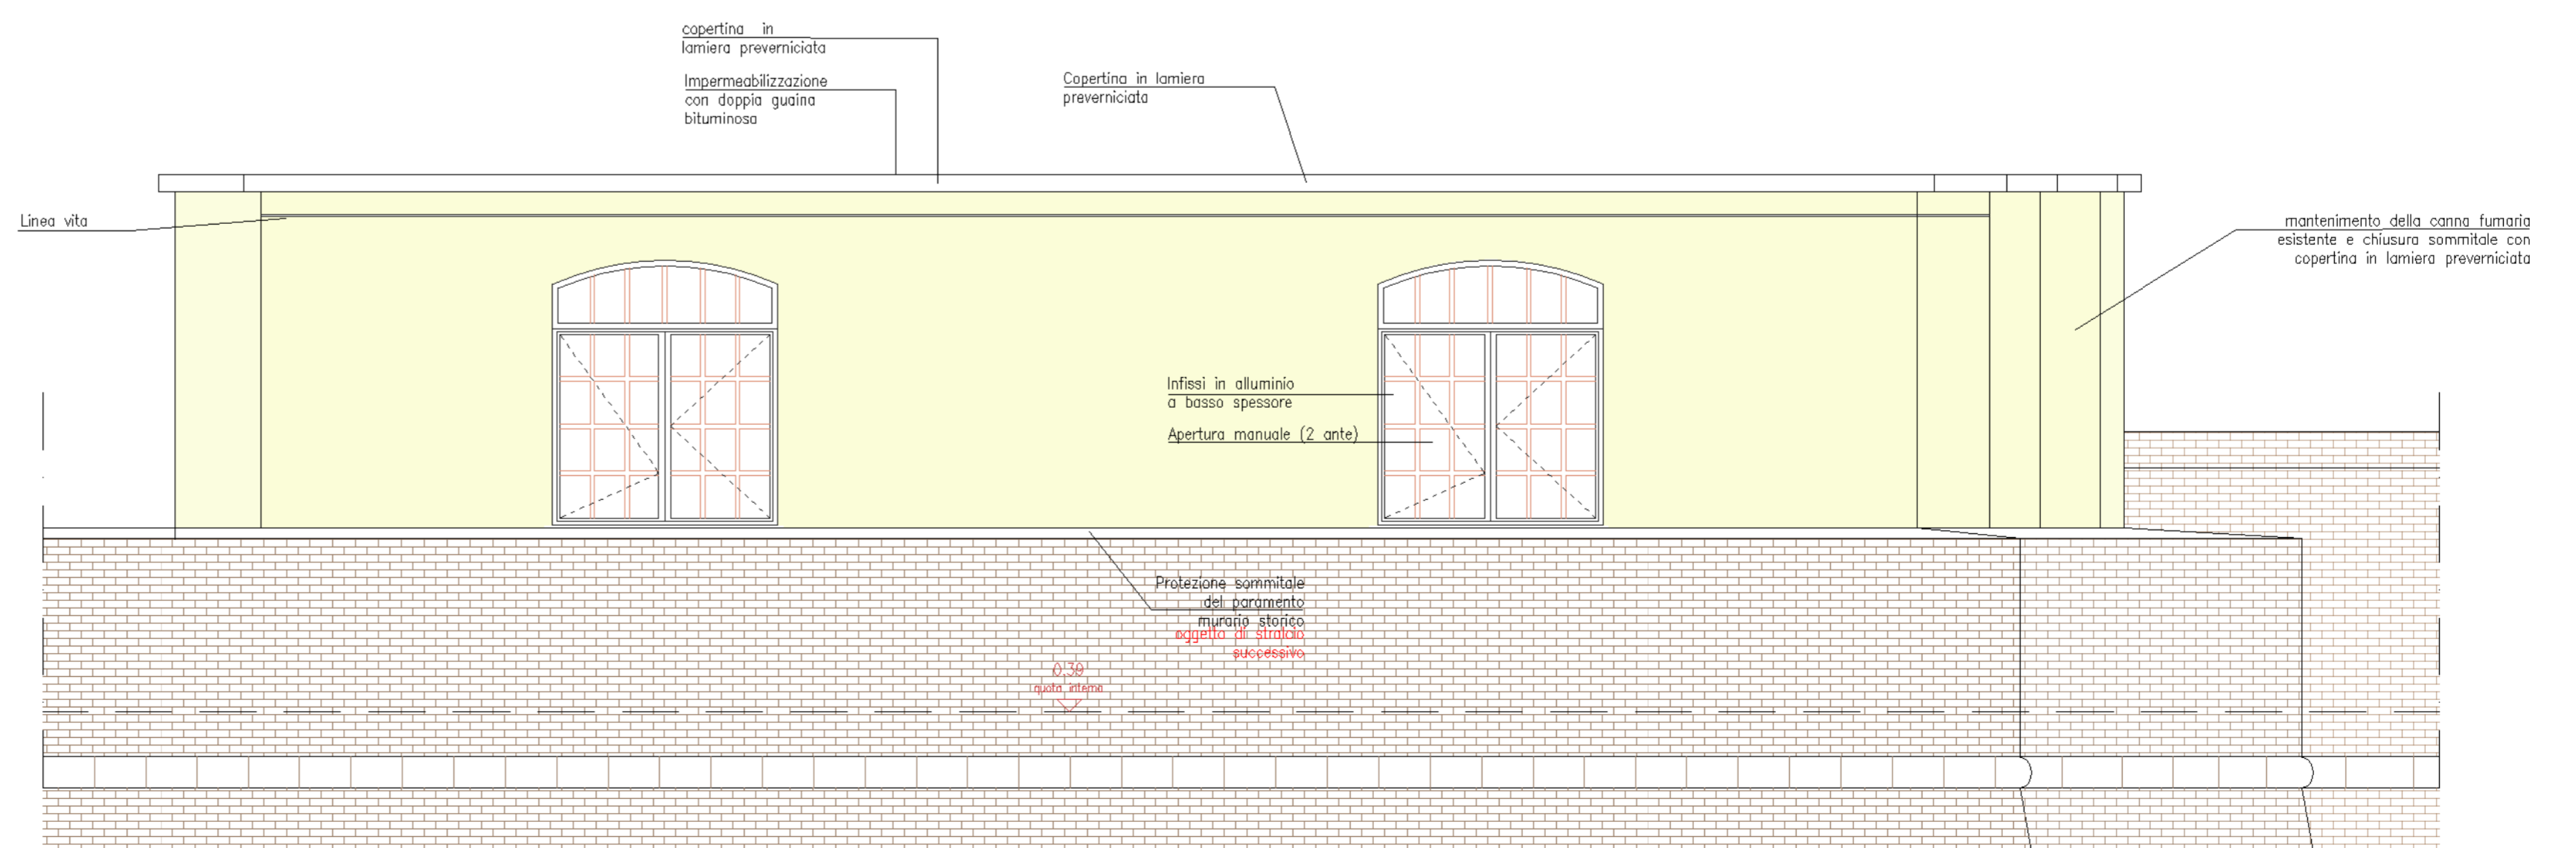 copertina in
lamiera preverniciata
Impermeabilizzazione
con doppia guaina
bituminosa
Copertina in lamiera
preverniciata
Linea vita
mantenimento della canna fumaria
esistente e chiusura sommitale con
copertina in lamiera preverniciata
Infissi in alluminio
a basso spessore
Apertura manuale (2 ante)
Protezione sommitale
del paramento
murario storico
oggetto di stralcio
successivo
0.39
quota interna